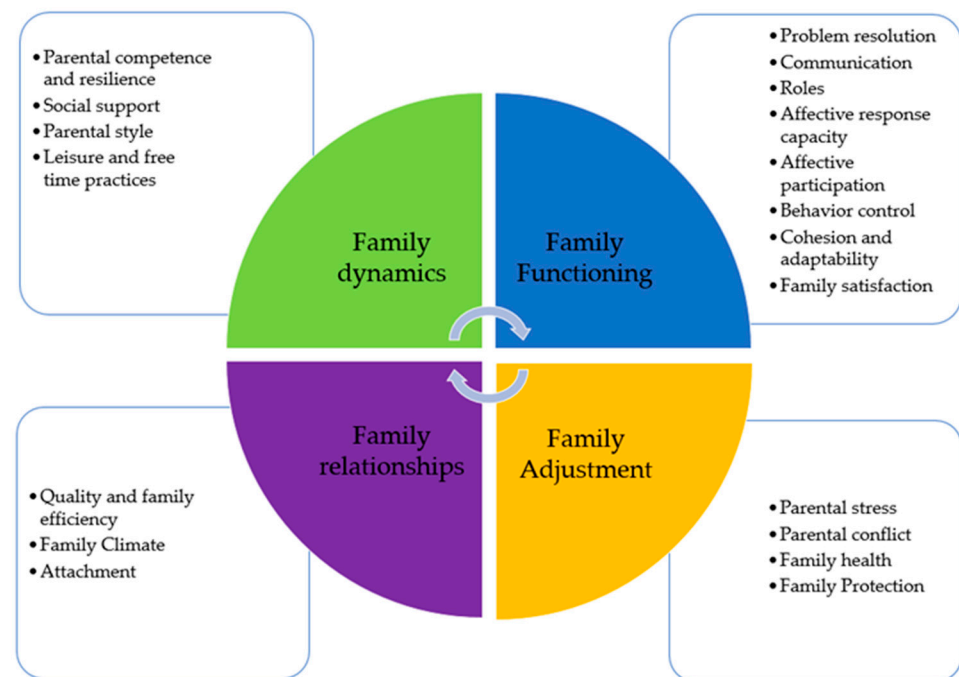 •Parental competence
and resilience
•Social support
•Parental style
•Leisure and free
time practices
•Problem resolution
•Communication
•Roles
•Affective response
capacity
•Affective
participation
•Behavior control
•Cohesion and
adaptability
•Family satisfaction
Family
dynamics
Family
Functioning
Family
relationships
Family
Adjustment
•Quality and family
efficiency
•Family Climate
•Attachment
•Parental stress
•Parental conflict
•Family health
•Family Protection